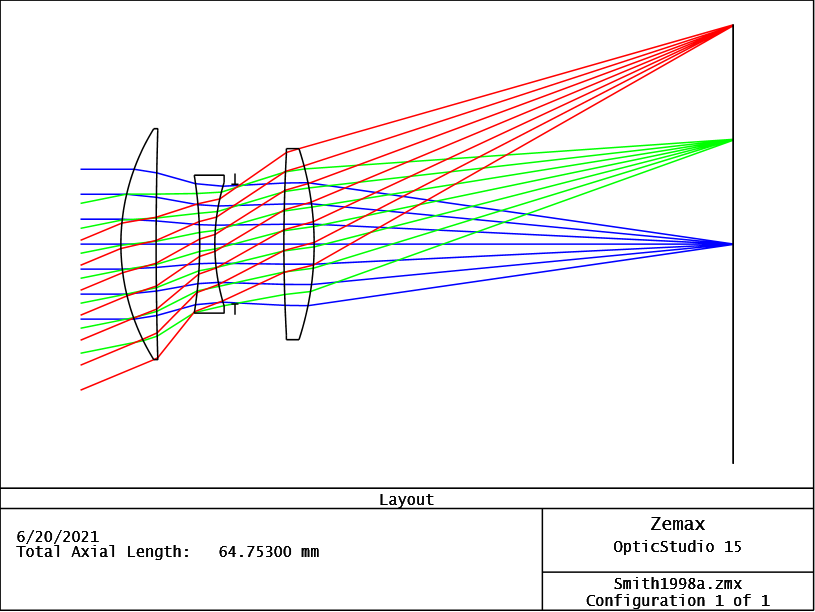 Layout
6/20/2021
Total Axial Length:   64.75300 mm
Zemax
OpticStudio 15
Smith1998a.zmx
Configuration 1 of 1